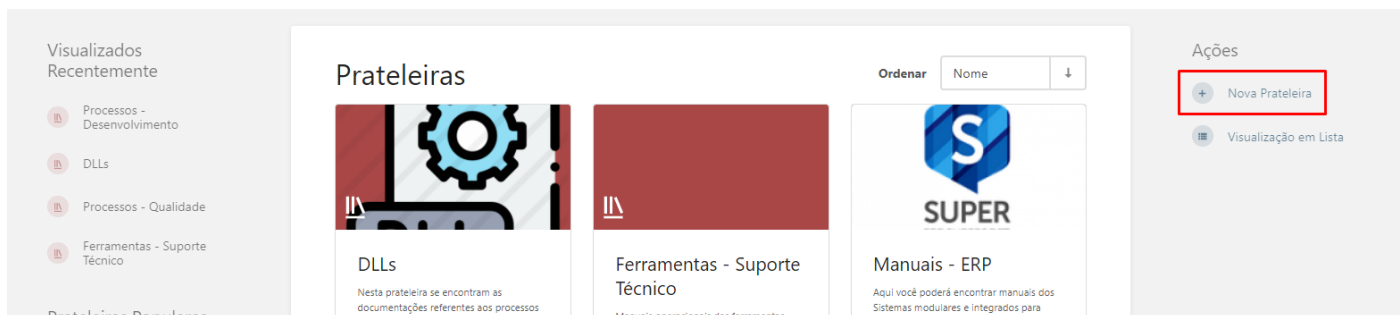 Visualizados
Recentemente
Processos -
Desenvolvimento
DLLs
Processos - Qualidade
Ferramentas - Suporte
Técnico
Prateleiras
Ordenar
Nome
DLLs
Nesta prateleira se encontram as
documentações referentes aos processos
Ferramentas - Suporte
Técnico
S
SUPER
Manuais - ERP
Aqui você poderá encontrar manuais dos
Sistemas modulares e integrados para
Ações
Nova Prateleira
Visualização em Lista